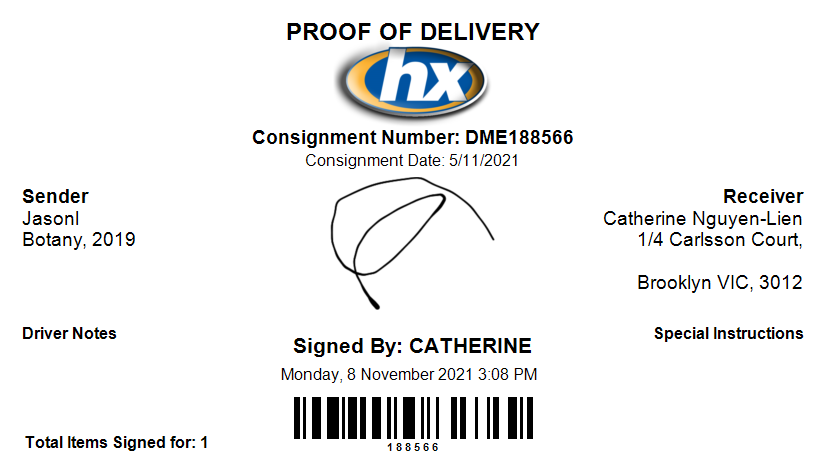 PROOF OF DELIVERY
hx
Consignment Number: DME188566
Consignment Date: 5/11/2021
Sender
JasonI
Botany, 2019
Receiver
Catherine Nguyen-Lien
1/4 Carlsson Court,
Brooklyn VIC, 3012
Driver Notes
Special Instructions
Signed By: CATHERINE
Monday, 8 November 2021 3:08 PM
188566
Total Items Signed for: 1